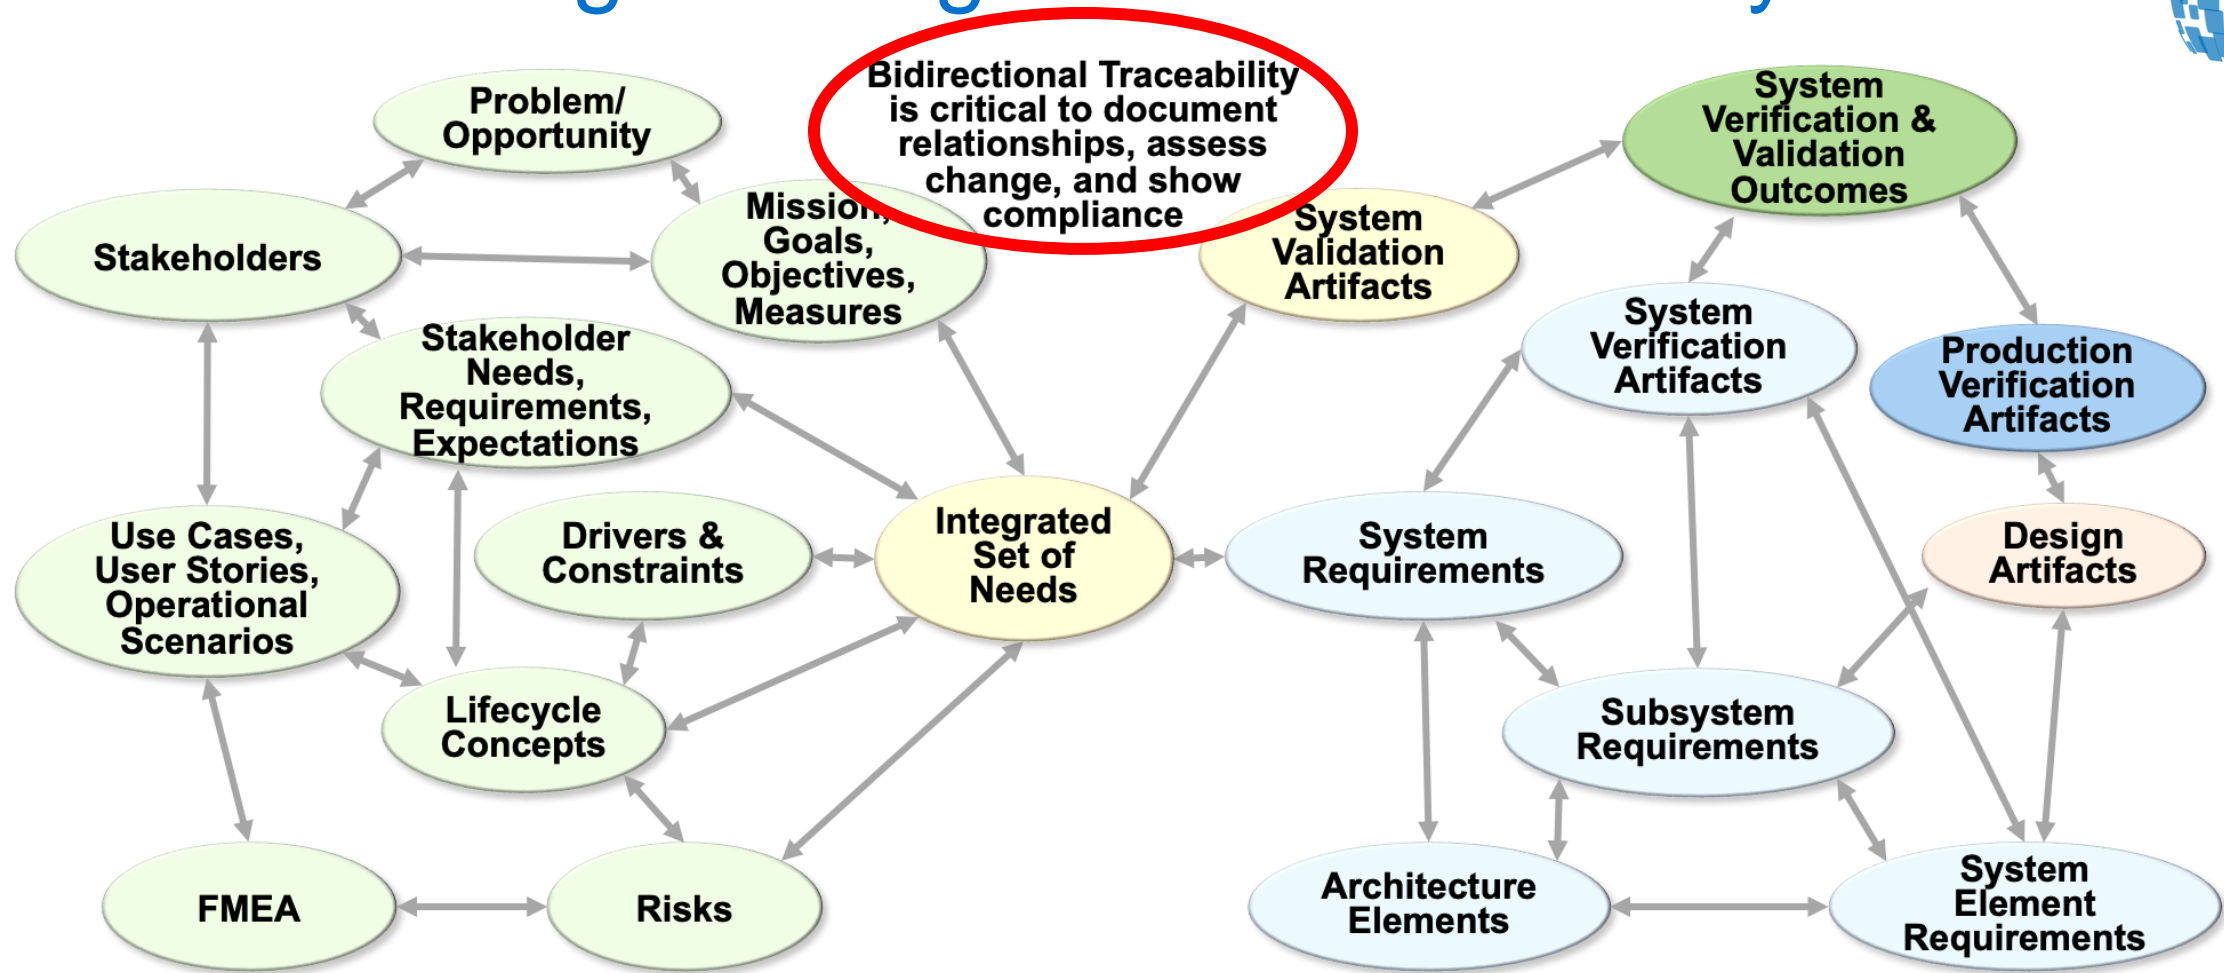 Bidirectional Traceability
is critical to document
relationships, assess
change, and show
compliance
Problem/
Opportunity
Stakeholders
Mission,
Goals,
Objectives,
Measures
Stakeholder
Needs,
Requirements,
Expectations
Use Cases,
User Stories,
Operational
Scenarios
Drivers &
Constraints
Lifecycle
Concepts
FMEA
Risks
Integrated
Set of
Needs
System
Validation
Artifacts
System
Verification &
Validation
Outcomes
System
Verification
Artifacts
Production
Verification
Artifacts
System
Requirements
Design
Artifacts
Subsystem
Requirements
Architecture
Elements
System
Element
Requirements